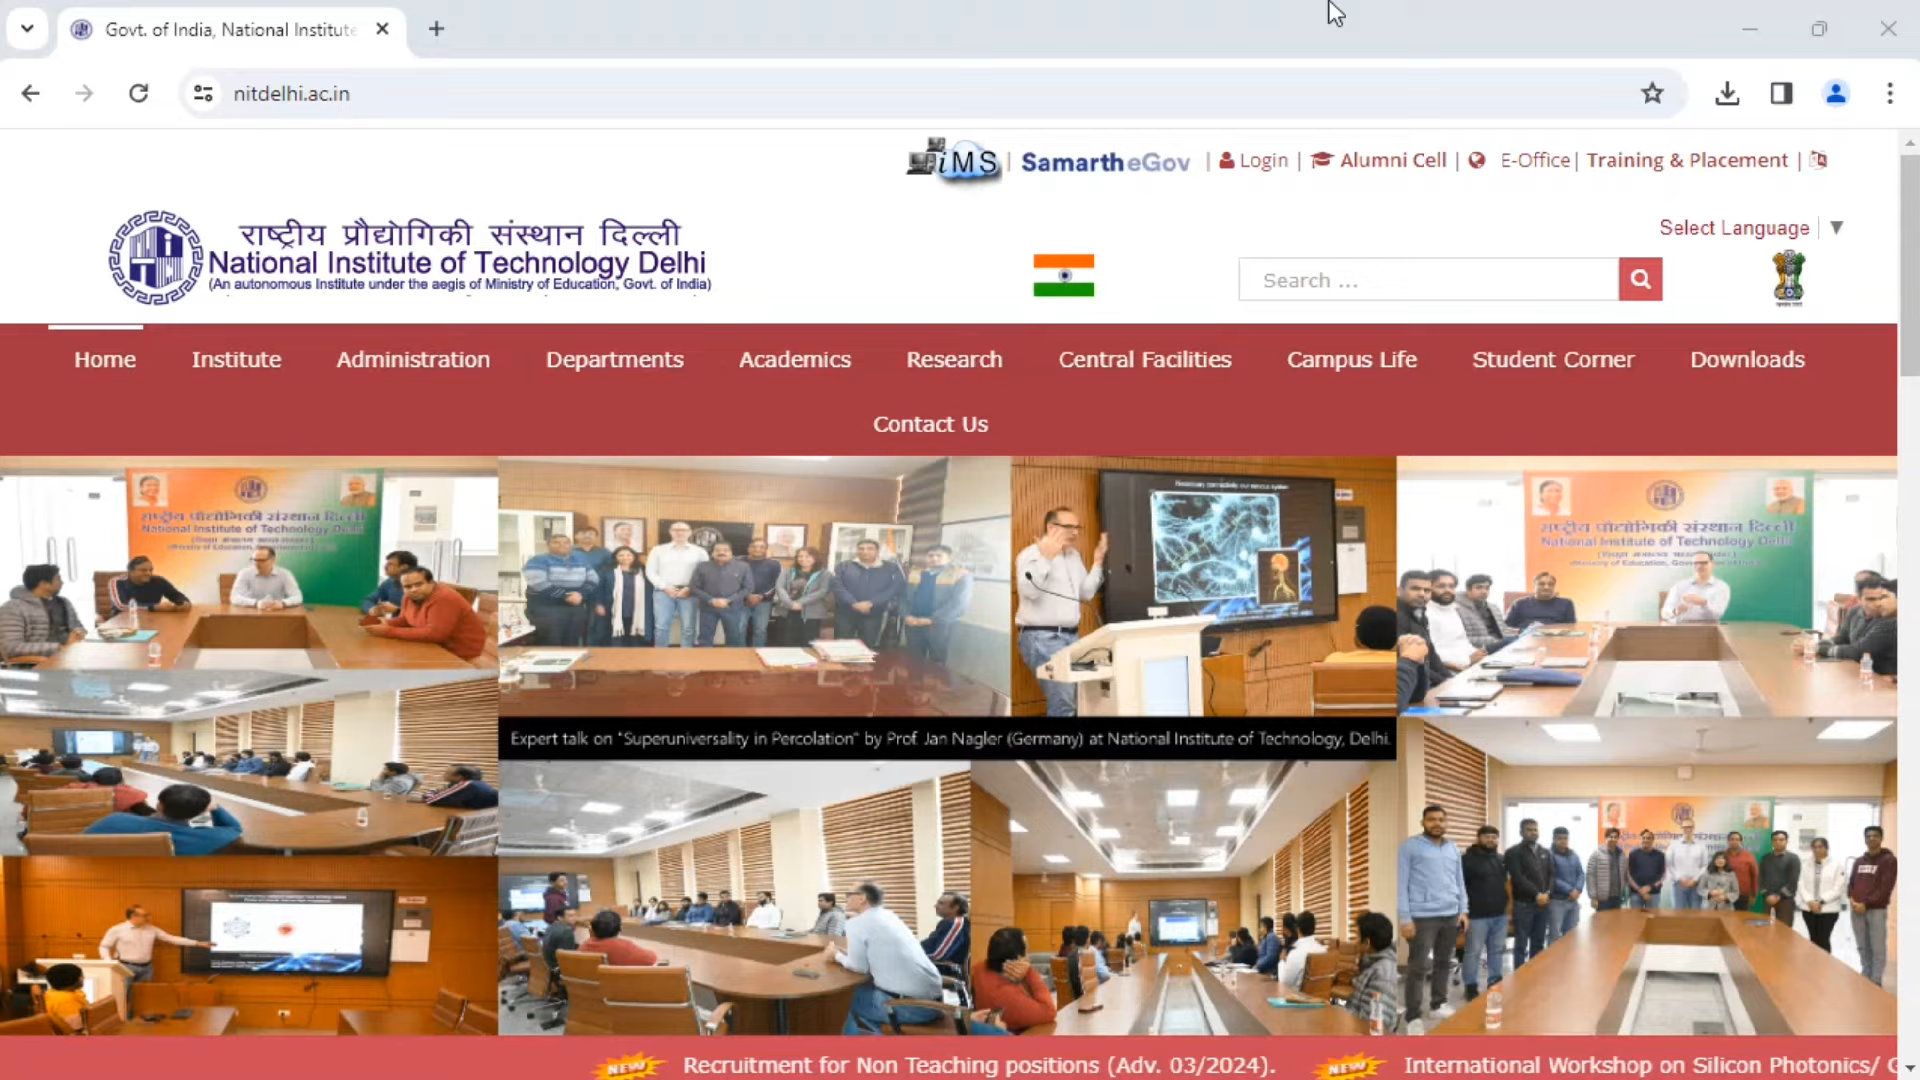 Govt. of India, National Institute
nitdelhi.ac.in
iMS | Samarth eGov | Login | Alumni Cell | E-Office | Training & Placement |
Select Language ▼
राष्ट्रीय प्रौद्योगिकी संस्थान दिल्ली
National Institute of Technology Delhi
(An autonomous Institute under the aegis of Ministry of Education, Govt. of India)
Search ...
Home Institute Administration Departments Academics Research Central Facilities Campus Life Student Corner Downloads
Contact Us
राष्ट्रीय प्रौद्योगिकी संस्थान दिल्ली
National Institute of Technology Delhi
राष्ट्रीय प्रौद्योगिकी संस्थान दिल्ली
National Institute of Technology Delhi
Expert talk on "Superuniversality in Percolation" by Prof. Jan Nagler (Germany) at National Institute of Technology, Delhi.
NEW Recruitment for Non Teaching positions (Adv. 03/2024). NEW International Workshop on Silicon Photonics/